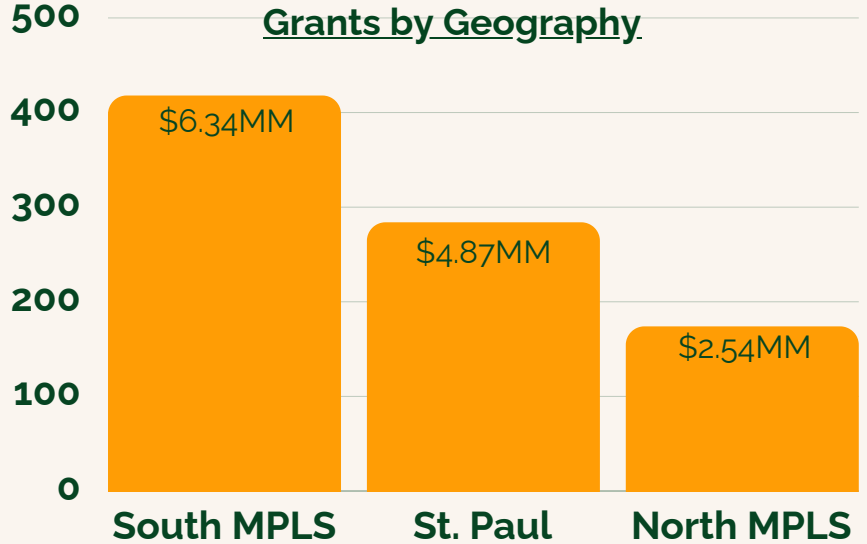 Grants by Geography
500
400
300
200
100
0
$6.34MM
$4.87MM
$2.54MM
South MPLS
St. Paul
North MPLS